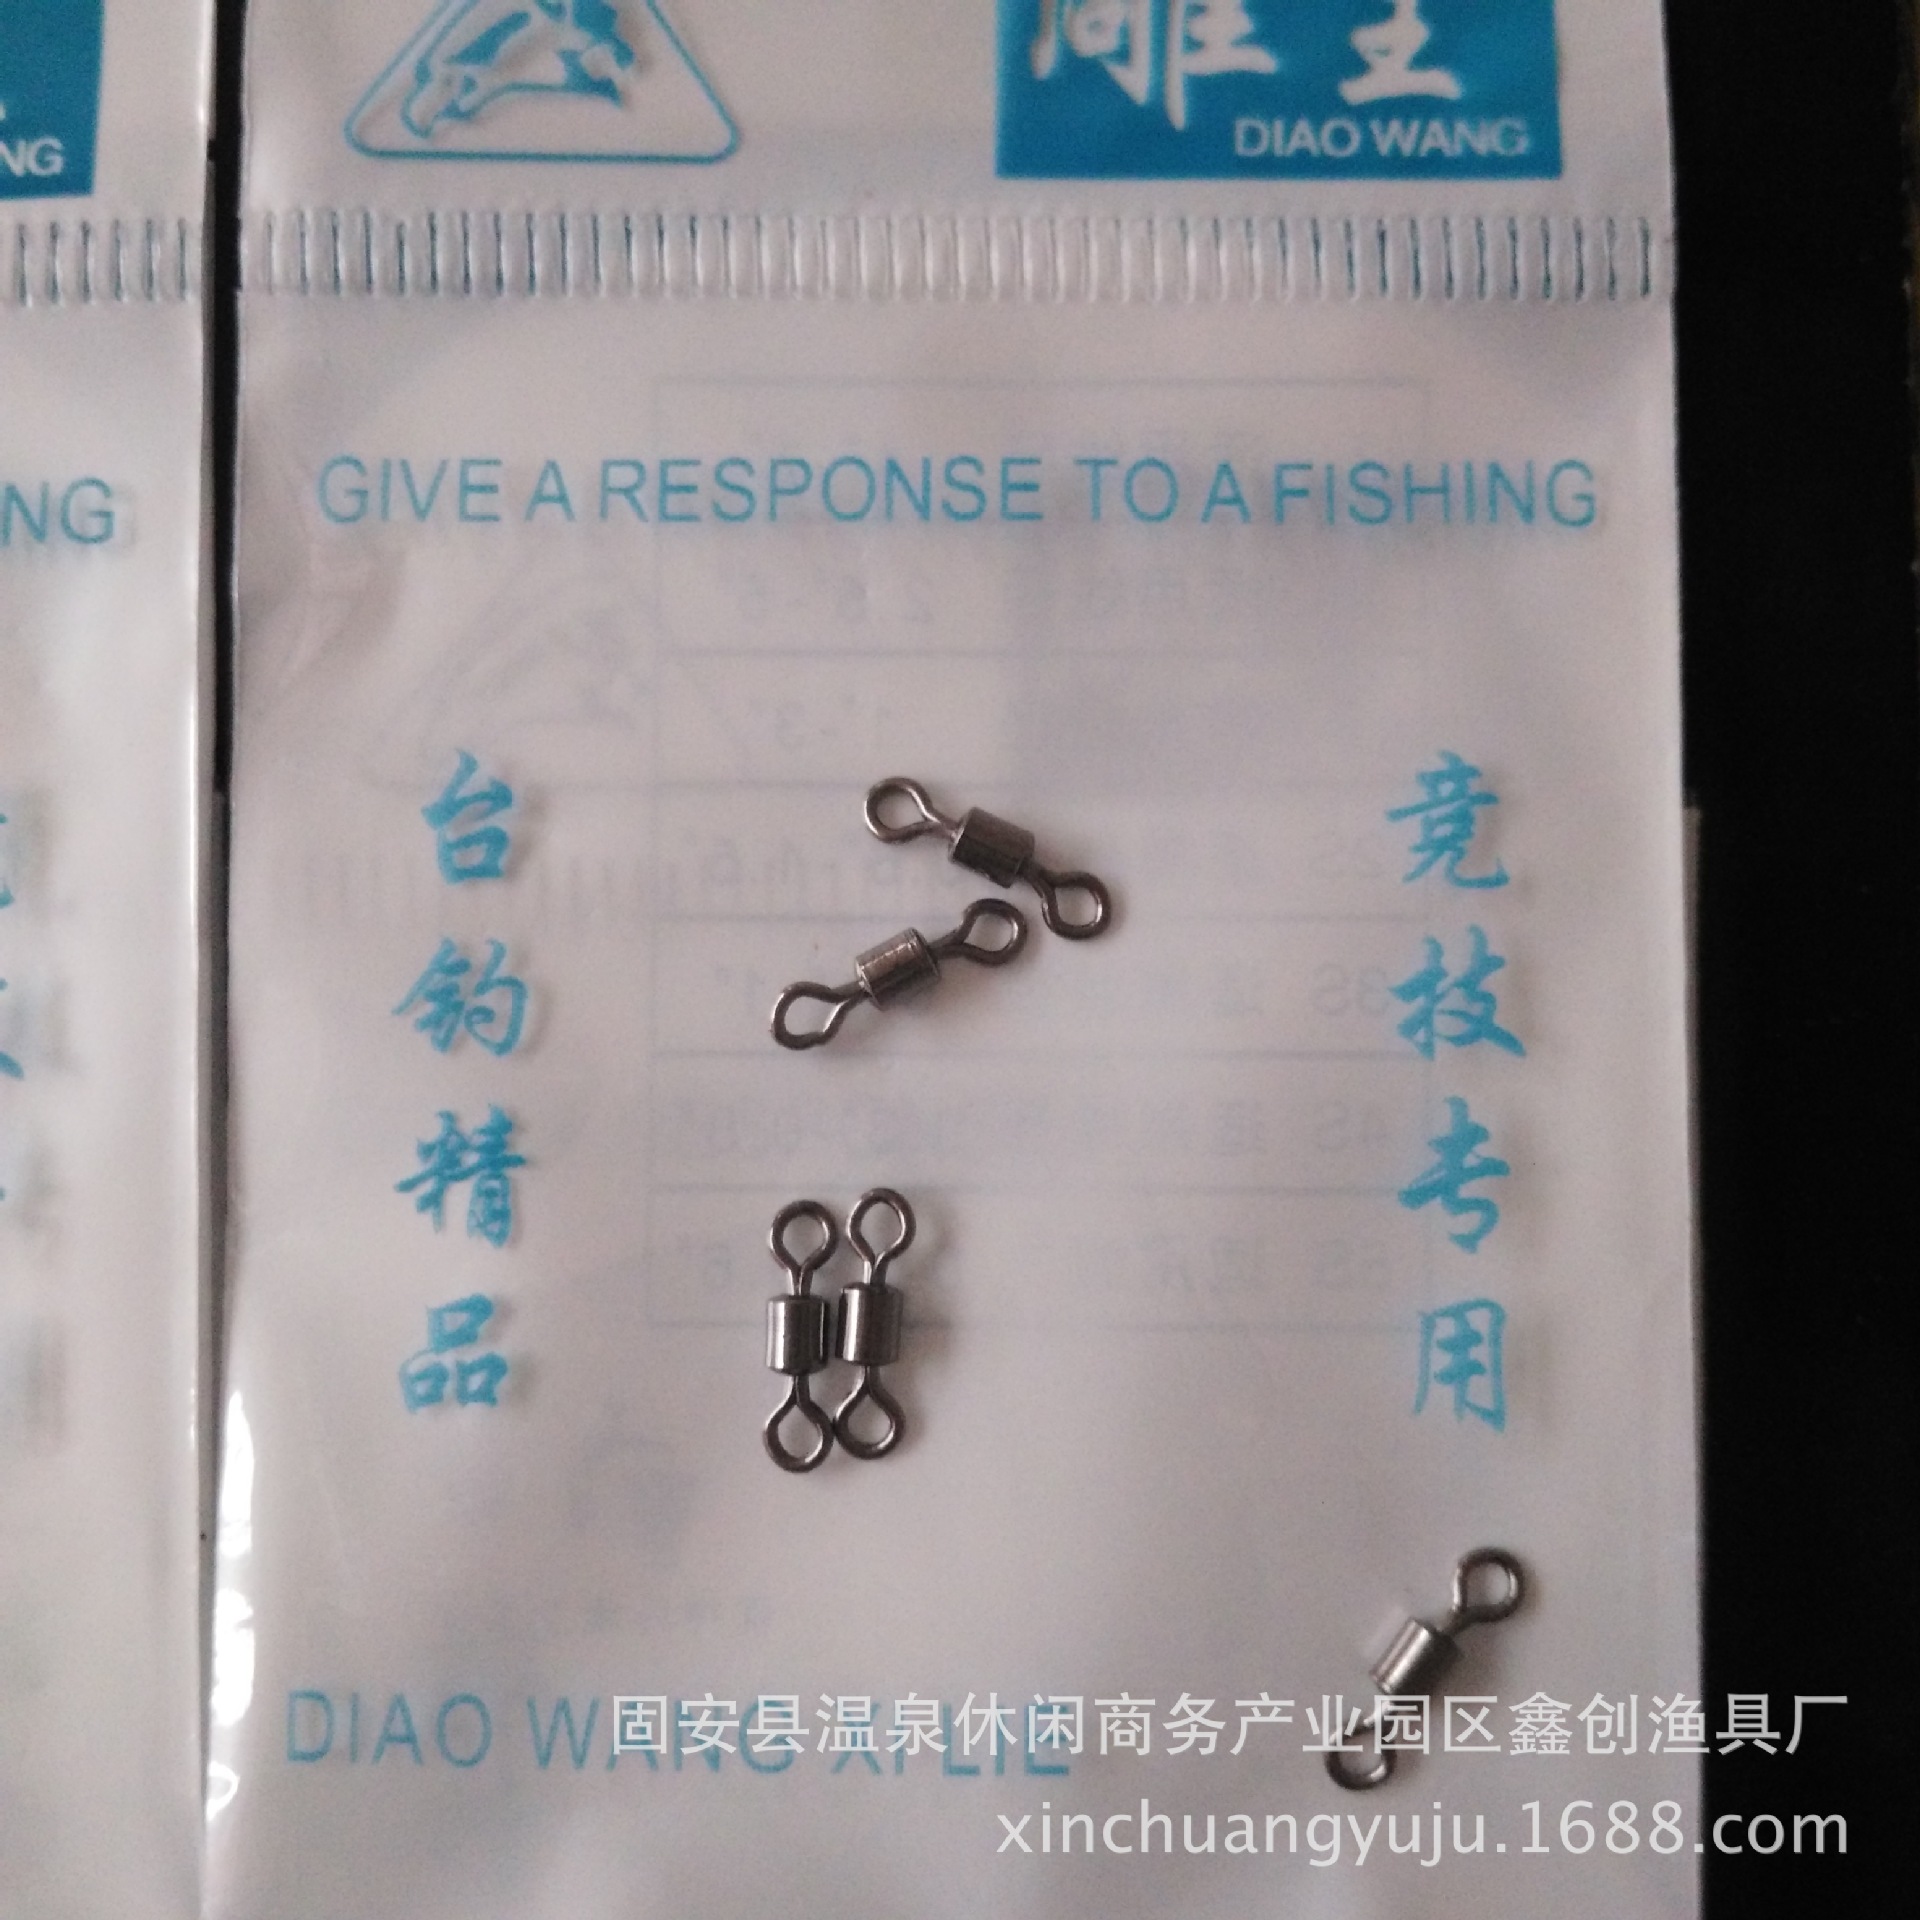 雕王
DIAO WANG
NG
NG
GIVE A RESPONSE TO A FISHING
台钓精品
竞技专用
DIAO WANG XI LIE
固安县温泉休闲商务产业园区鑫创渔具厂
xinchuangyuju.1688.com